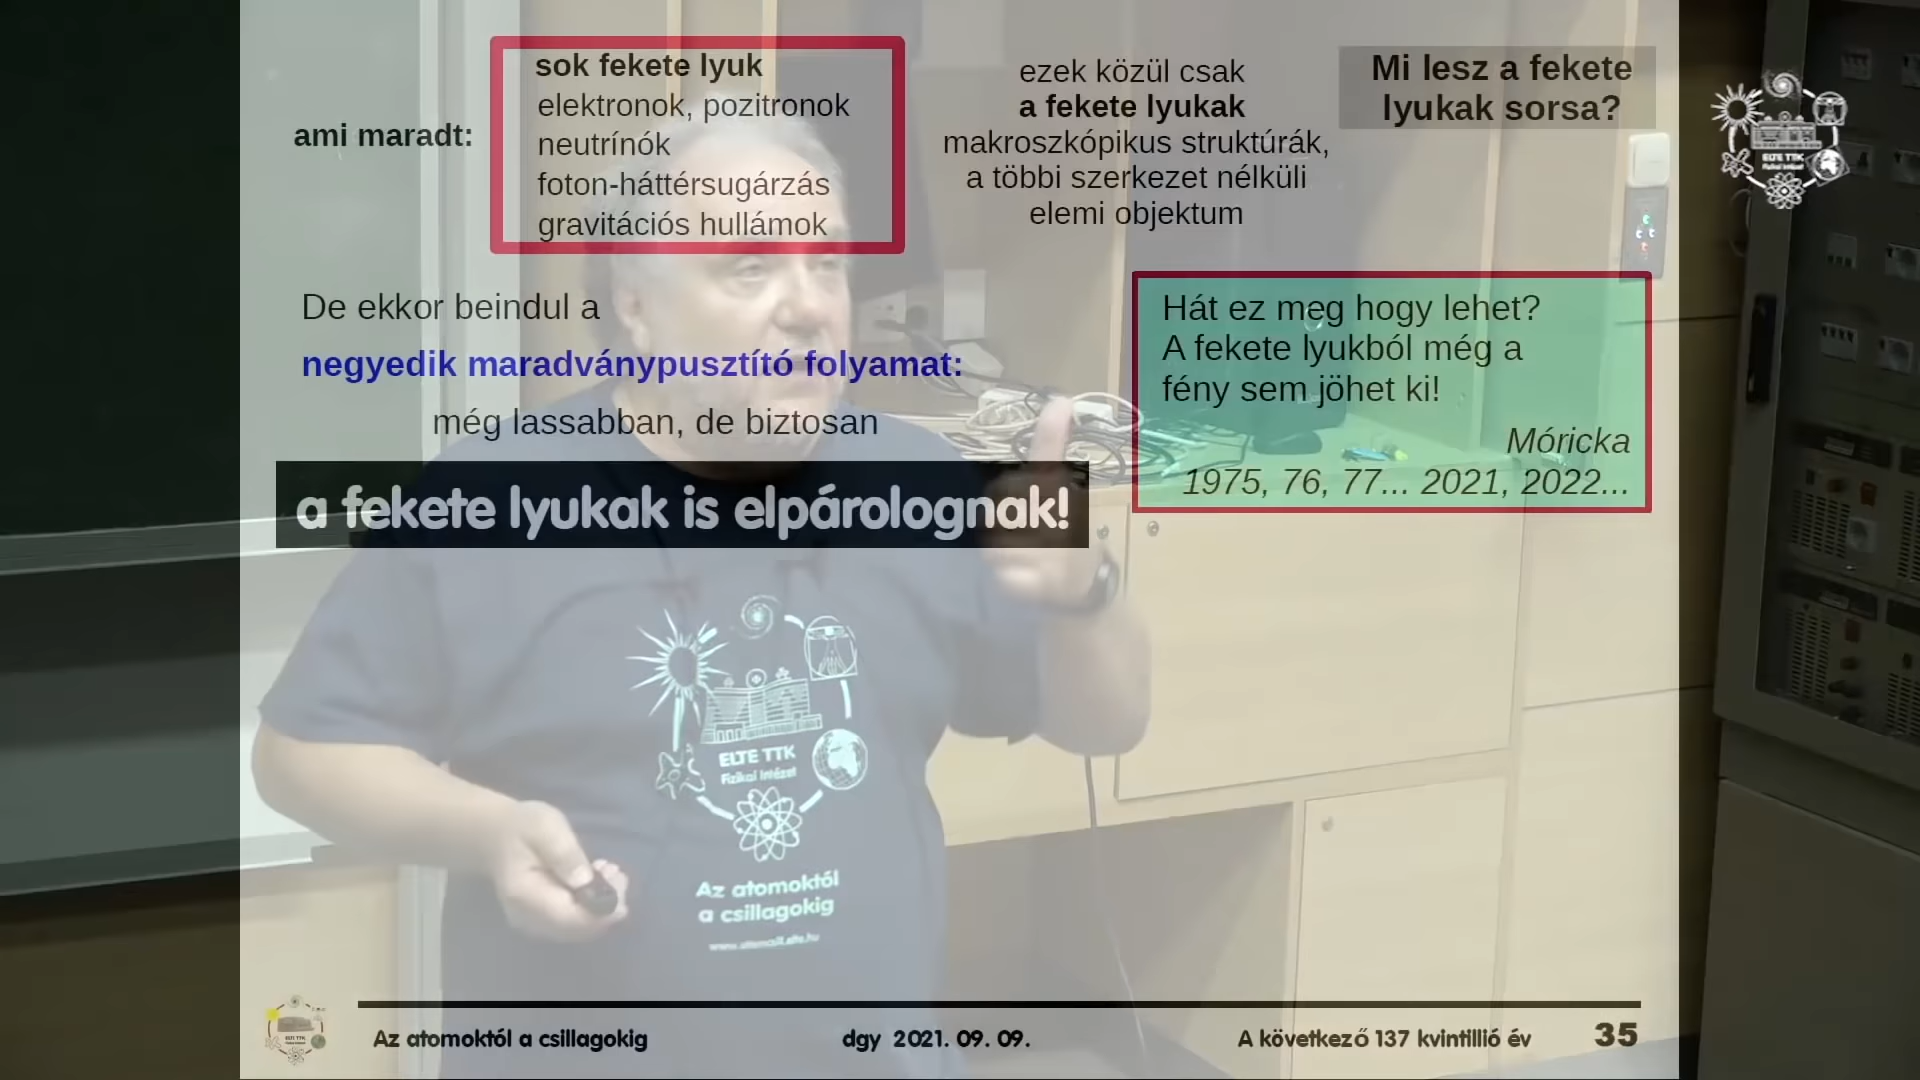 sok fekete lyuk
elektronok, pozitronok
ami maradt:
neutrínók
foton-háttérsugárzás
gravitációs hullámok
ezek közül csak
a fekete lyukak
makroszkópikus struktúrák,
a többi szerkezet nélküli
elemi objektum
Mi lesz a fekete
lyukak sorsa?
ELTE TTK
De ekkor beindul a
negyedik maradványpusztító folyamat:
még lassabban, de biztosan
a fekete lyukak is elpárolognak!
Hát ez meg hogy lehet?
A fekete lyukból még a
fény sem jöhet ki!
Móricka
1975, 76, 77... 2021, 2022...
ELTE TTK
Fizikai Intézet
Az atomoktól
a csillagokig
Az atomoktól a csillagokig
dgy 2021. 09. 09.
A következő 137 kvintillió év
35